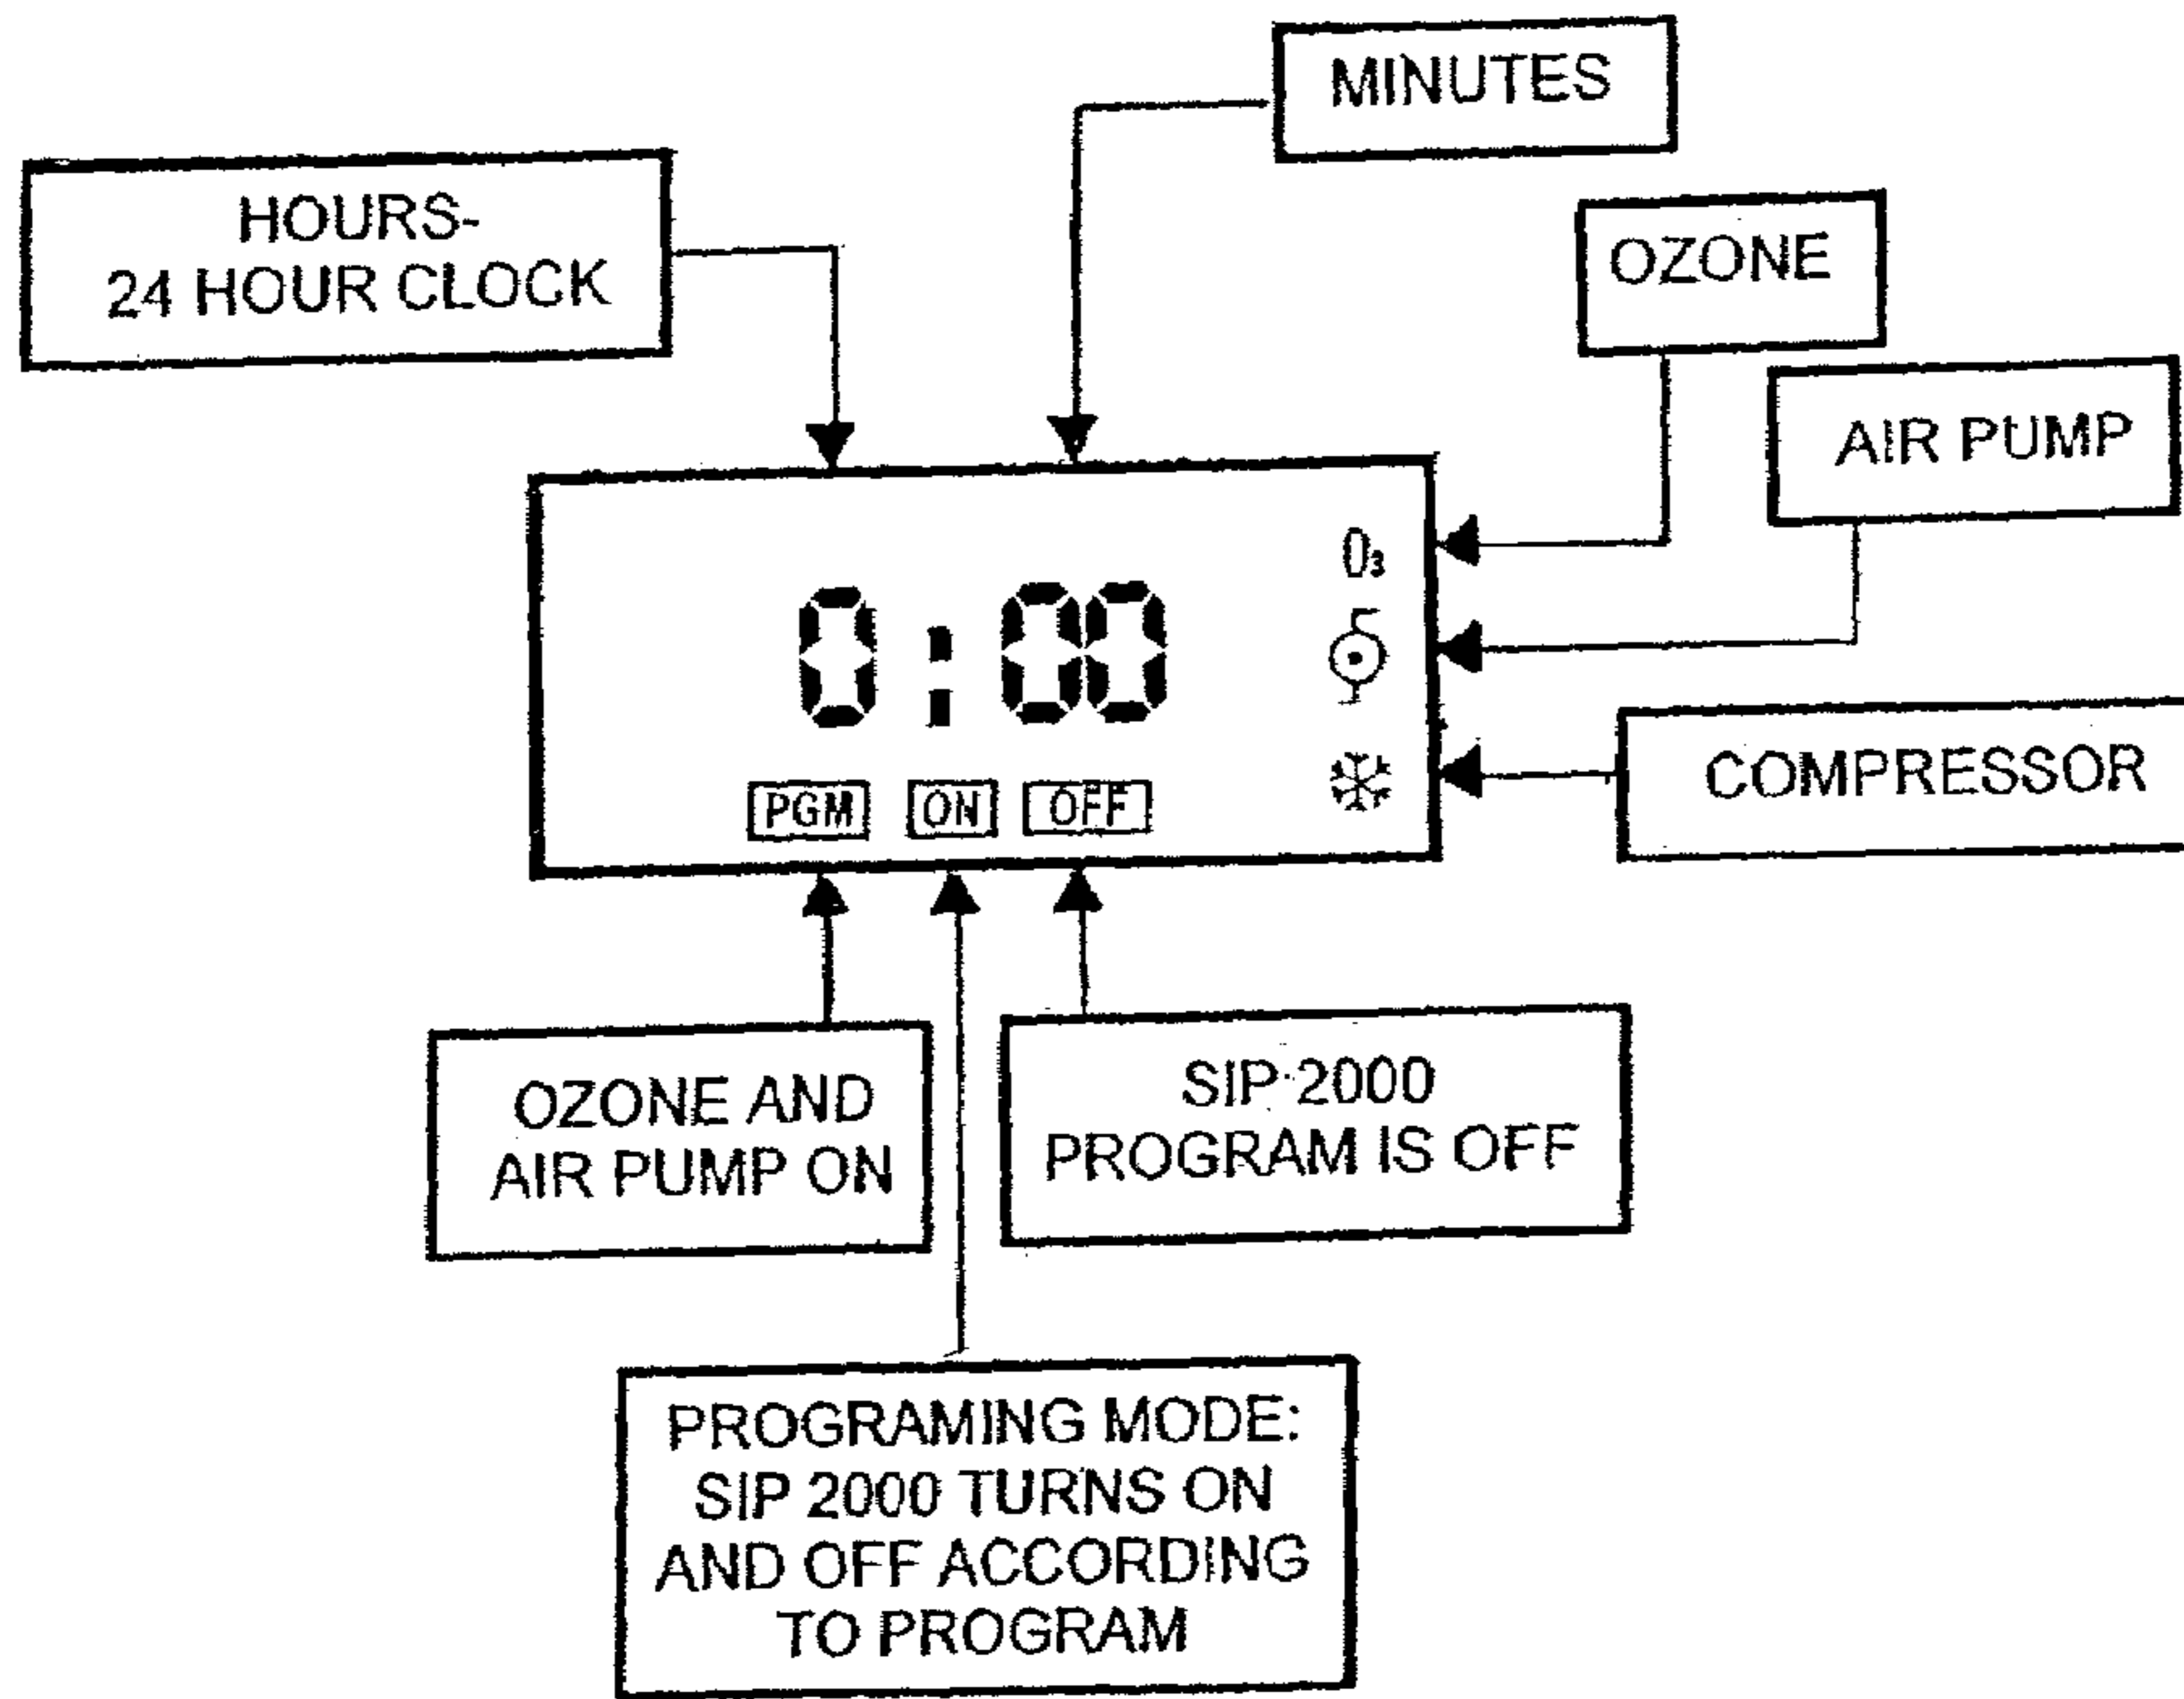 MINUTES
HOURS-
24 HOUR CLOCK
OZONE
AIR PUMP
0:00
O3
COMPRESSOR
PGM ON OFF
OZONE AND
AIR PUMP ON
SIP 2000
PROGRAM IS OFF
PROGRAMING MODE:
SIP 2000 TURNS ON
AND OFF ACCORDING
TO PROGRAM